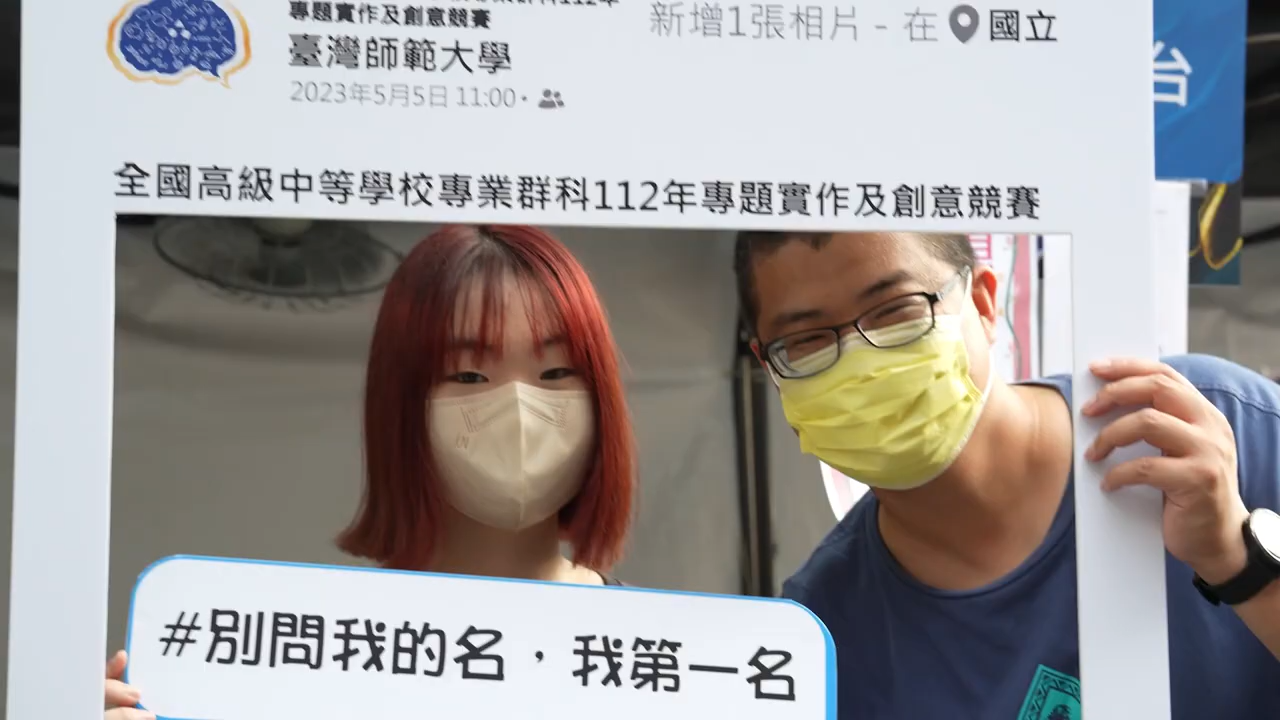 專題實作及創意競賽
臺灣師範大學
新增1張相片 - 在 國立
2023年5月5日 11:00・
台
全國高級中等學校專業群科112年專題實作及創意競賽
#別問我的名，我第一名